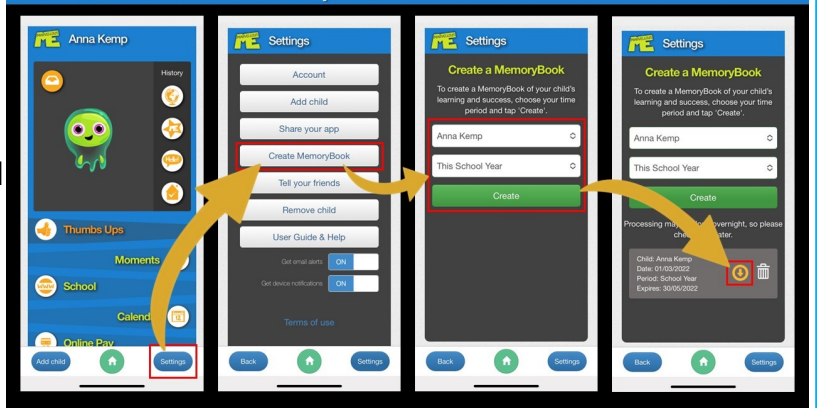 Anna Kemp
History
Hello!
Thumbs Ups
Moments
School
Calend
Online Pay
Add child
Settings
ME
Settings
Account
Add child
Share your app
Create MemoryBook
Tell your friends
Remove child
User Guide & Help
Get email alerts ON
Get device notifications ON
Terms of use
Back
Settings
ME
Settings
Create a MemoryBook
To create a MemoryBook of your child's
learning and success, choose your time
period and tap 'Create'.
Anna Kemp
This School Year
Create
Back
Settings
ME
Settings
Create a MemoryBook
To create a MemoryBook of your child's
learning and success, choose your time
period and tap 'Create'.
Anna Kemp
This School Year
Create
Processing may overnight, so please
Child: Anna Kemp
Date: 01/03/2022
Period: School Year
Expires: 30/05/2022
Back
Settings